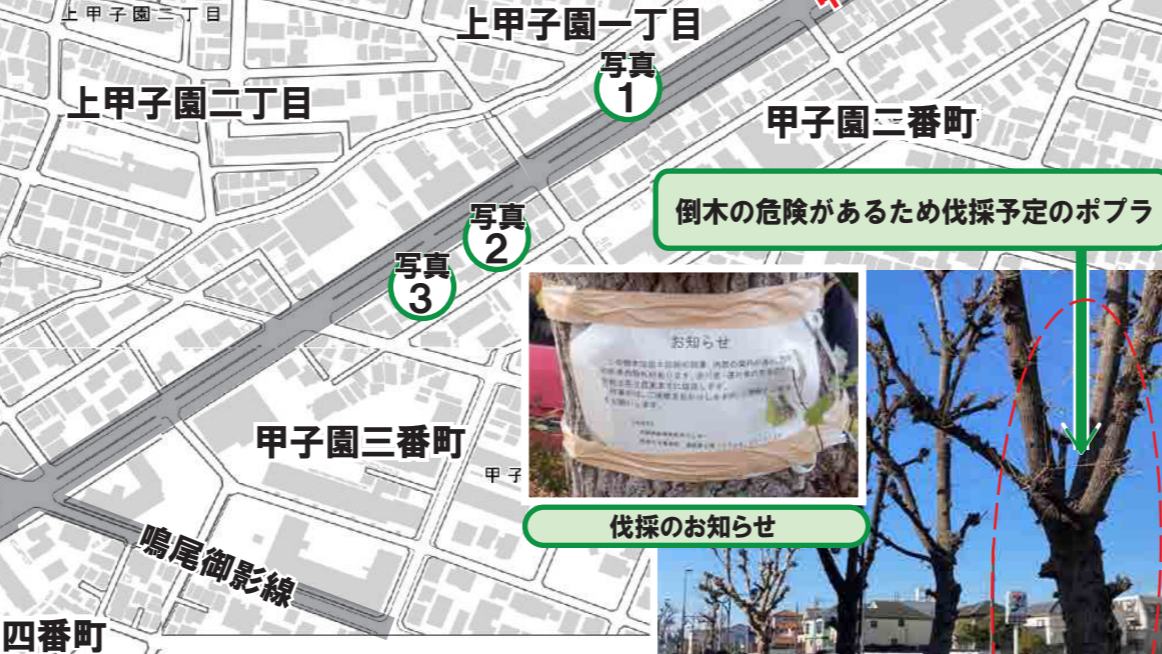 上甲子園二丁目
上甲子園一丁目
写真
1
上甲子園二丁目
甲子園二番町
倒木の危険があるため伐採予定のポプラ
写真
2
写真
3
お知らせ
甲子園三番町
甲子
伐採のお知らせ
鳴尾御影線
四番町